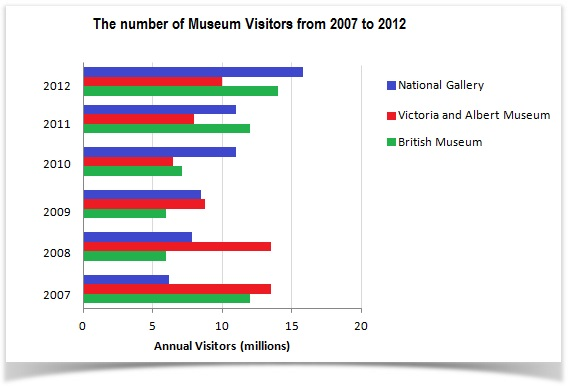 The number of Museum Visitors from 2007 to 2012
2012
2011
2010
2009
2008
2007
0 5 10 15 20
Annual Visitors (millions)
National Gallery
Victoria and Albert Museum
British Museum